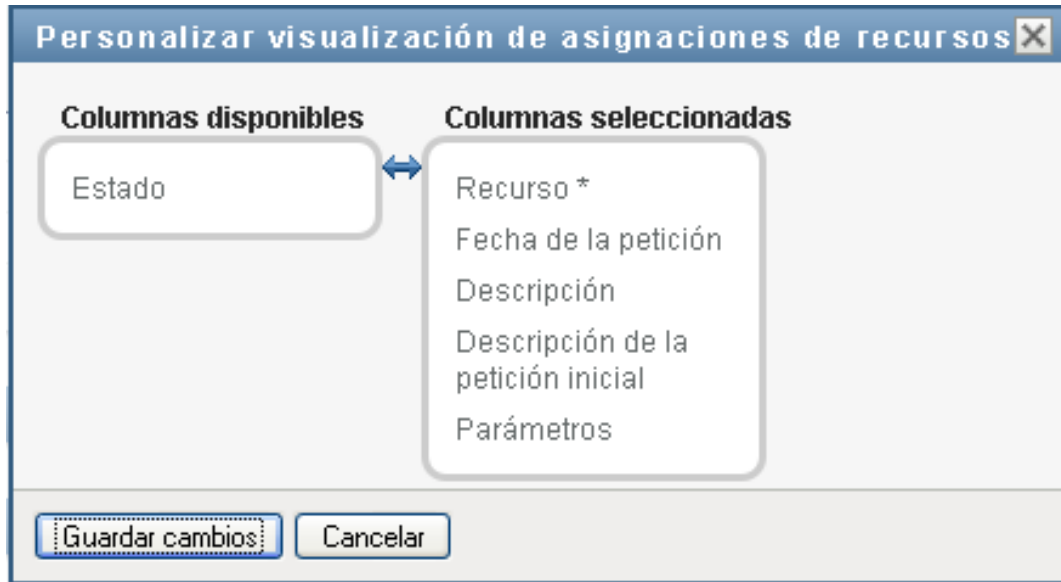 Personalizar visualización de asignaciones de recursos
Columnas disponibles
Columnas seleccionadas
Estado
Recurso *
Fecha de la petición
Descripción
Descripción de la
petición inicial
Parámetros
Guardar cambios
Cancelar